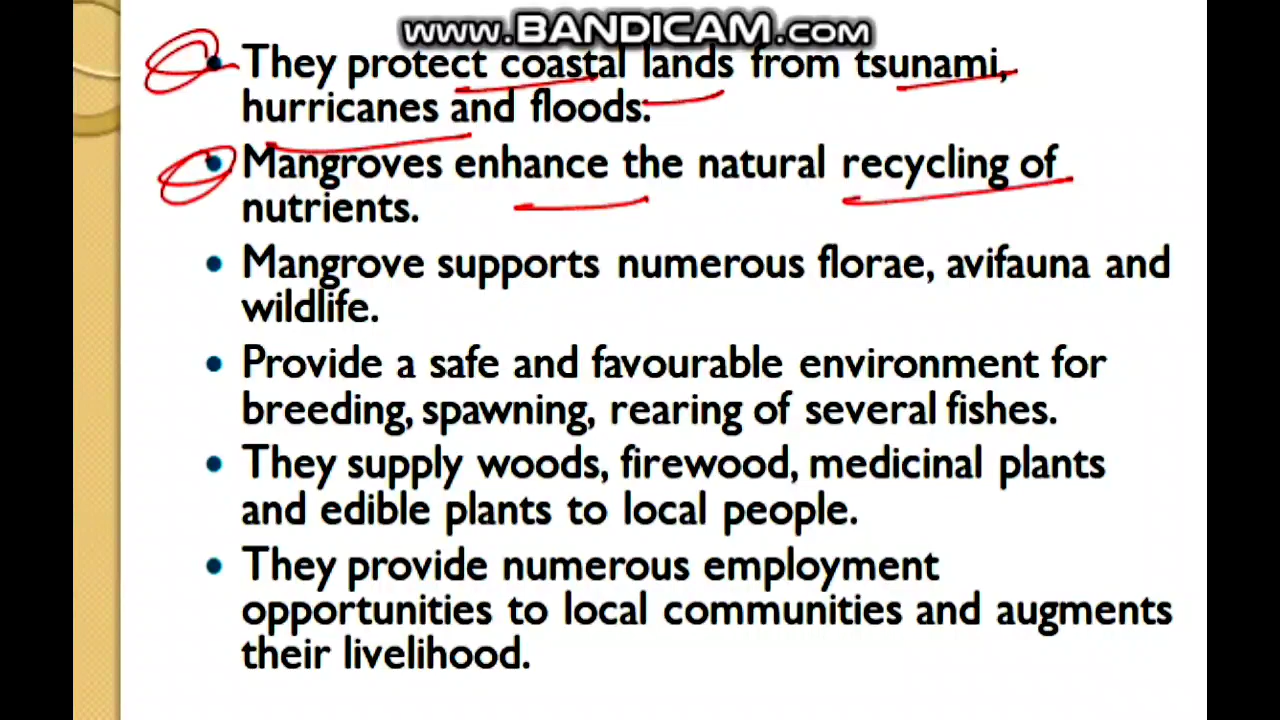 www.BANDICAM.com
• They protect coastal lands from tsunami,
hurricanes and floods.
• Mangroves enhance the natural recycling of
nutrients.
• Mangrove supports numerous florae, avifauna and
wildlife.
• Provide a safe and favourable environment for
breeding, spawning, rearing of several fishes.
• They supply woods, firewood, medicinal plants
and edible plants to local people.
• They provide numerous employment
opportunities to local communities and augments
their livelihood.